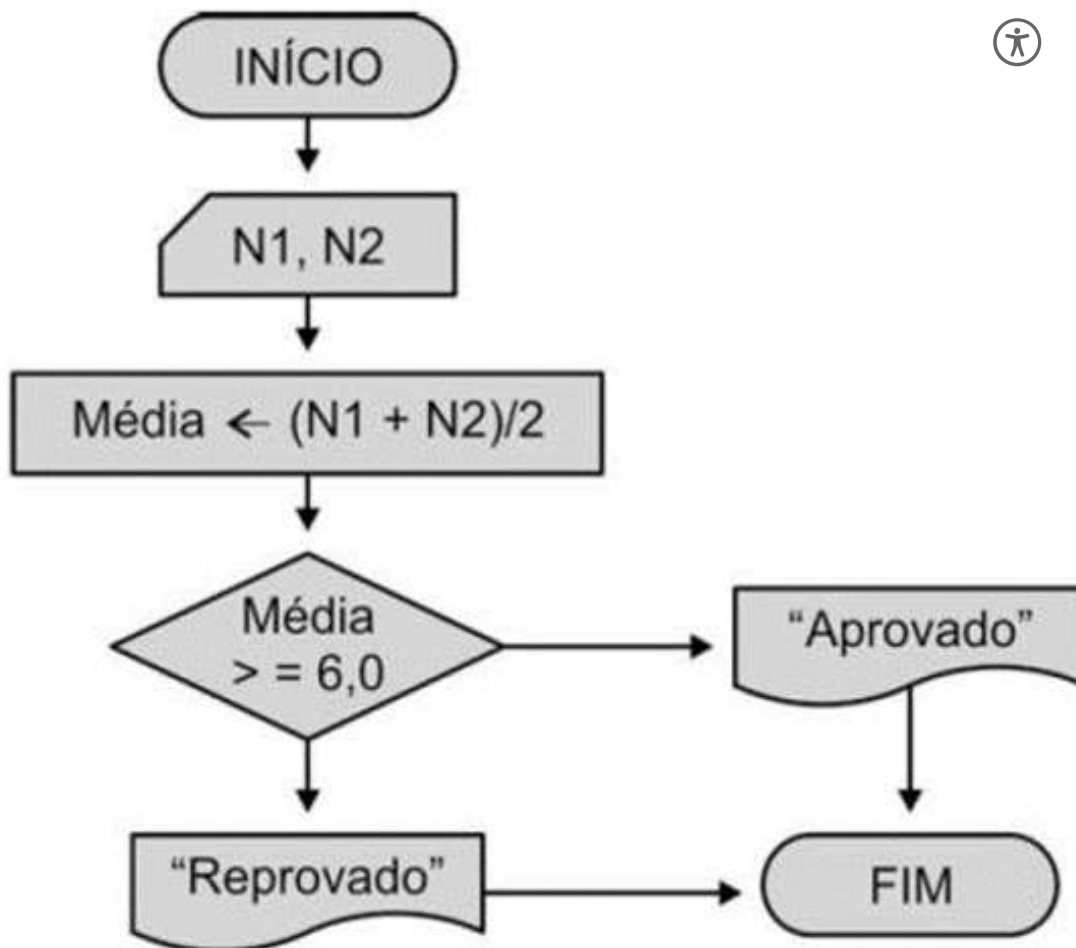 INÍCIO
N1, N2
Média ← (N1 + N2)/2
Média
> = 6,0
“Aprovado”
“Reprovado”
FIM